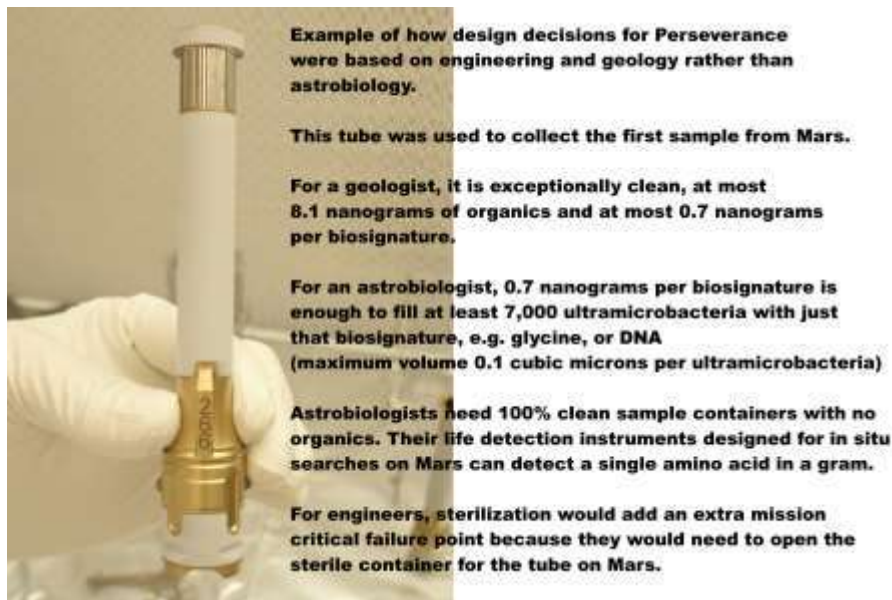 Example of how design decisions for Perseverance
were based on engineering and geology rather than
astrobiology.
This tube was used to collect the first sample from Mars.
For a geologist, it is exceptionally clean, at most
8.1 nanograms of organics and at most 0.7 nanograms
per biosignature.
For an astrobiologist, 0.7 nanograms per biosignature is
enough to fill at least 7,000 ultramicrobacteria with just
that biosignature, e.g. glycine, or DNA
(maximum volume 0.1 cubic microns per ultramicrobacteria)
Astrobiologists need 100% clean sample containers with no
organics. Their life detection instruments designed for in situ
searches on Mars can detect a single amino acid in a gram.
For engineers, sterilization would add an extra mission
critical failure point because they would need to open the
sterile container for the tube on Mars.